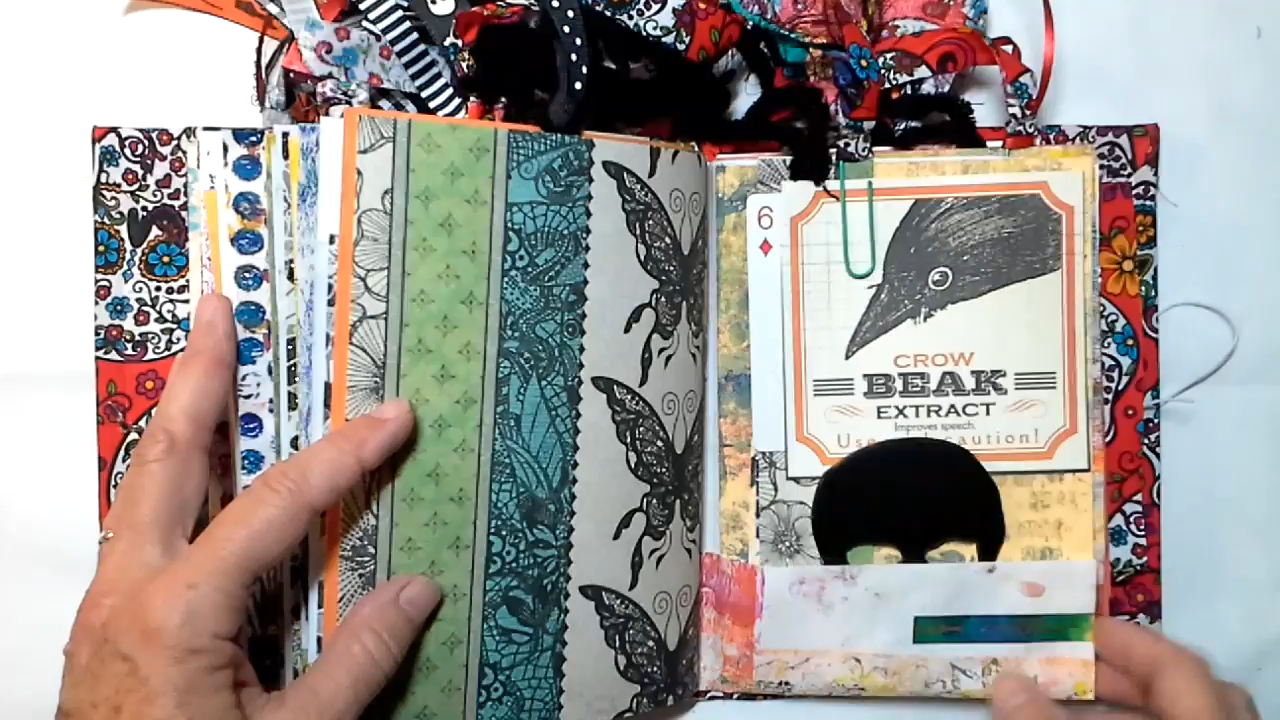 6
CROW
BEAK
EXTRACT
Improves speech.
Use caution!